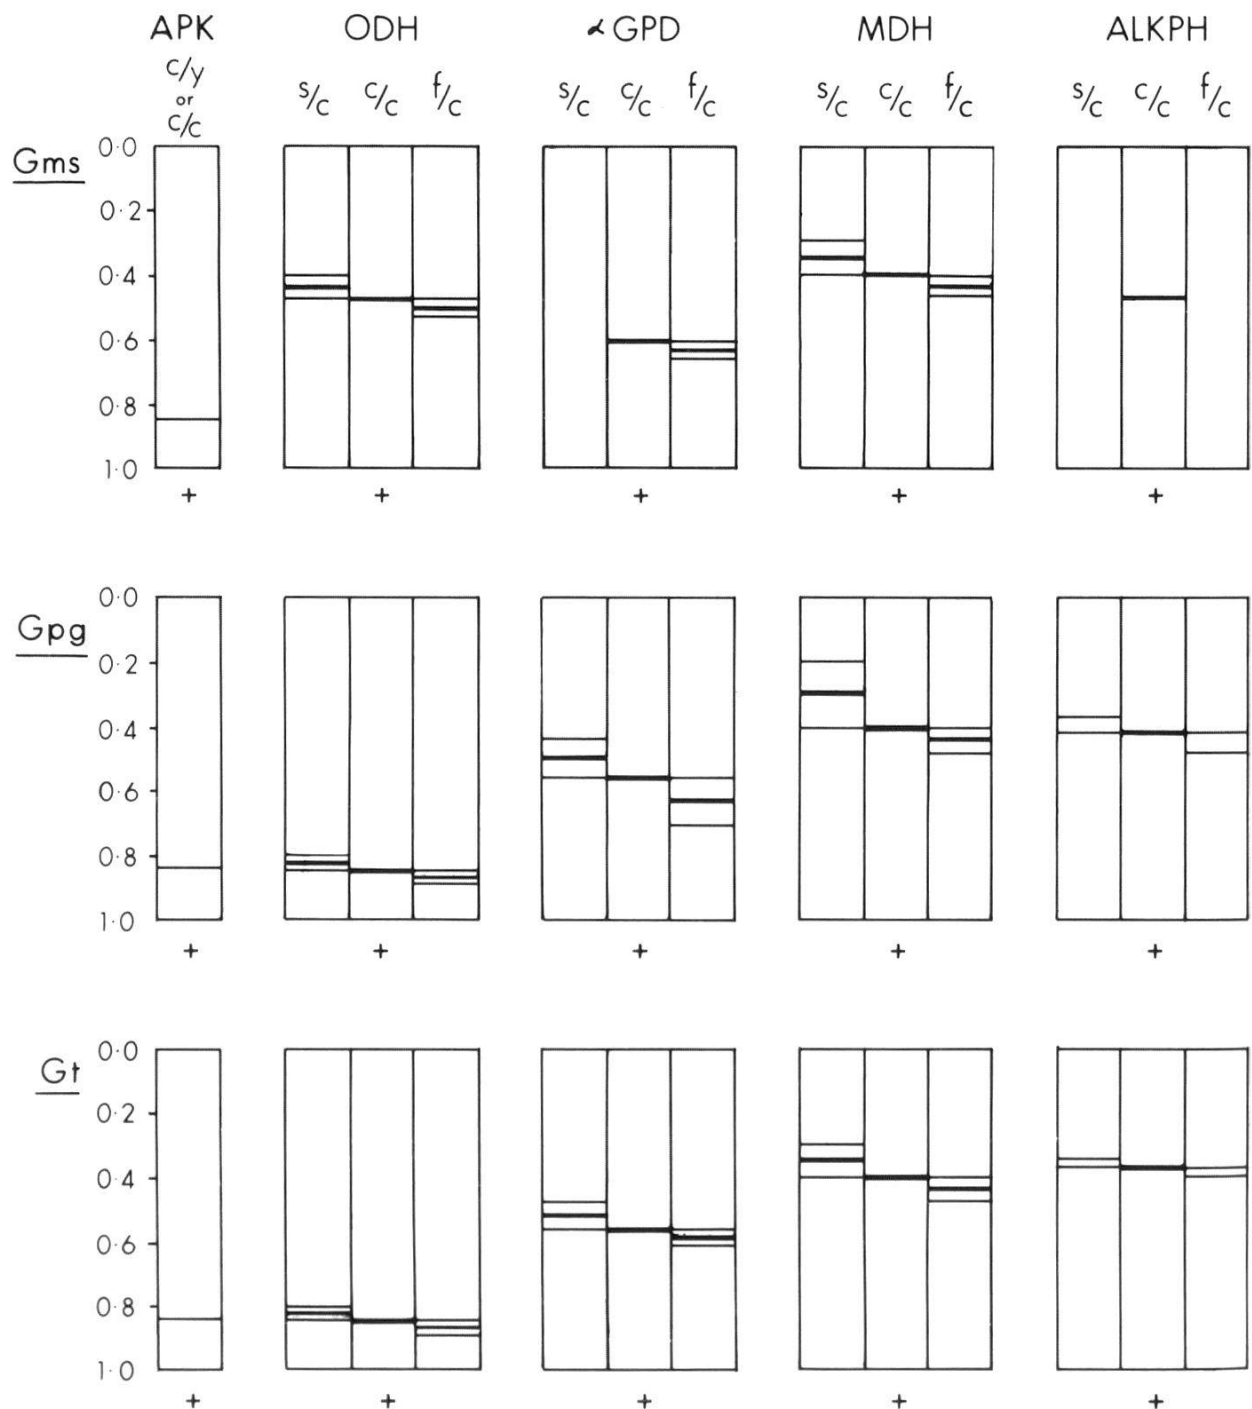 APK ODH ∝GPD MDH ALKPH
c/y or c/c s/c c/c f/c s/c c/c f/c s/c c/c f/c s/c c/c f/c
Gms
0·0
0·2
0·4
0·6
0·8
1·0
+ + + + +
Gpg
0·0
0·2
0·4
0·6
0·8
1·0
+ + + + +
Gt
0·0
0·2
0·4
0·6
0·8
1·0
+ + + + +